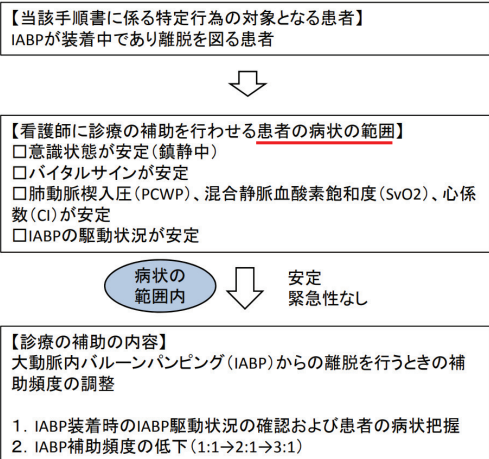 【当該手順書に係る特定行為の対象となる患者】
IABPが装着中であり離脱を図る患者
【看護師に診療の補助を行わせる患者の病状の範囲】
□意識状態が安定(鎮静中)
□バイタルサインが安定
□肺動脈楔入圧(PCWP)、混合静脈血酸素飽和度(SvO2)、心係
数(CI)が安定
□IABPの駆動状況が安定
病状の
範囲内
安定
緊急性なし
【診療の補助の内容】
大動脈内バルーンパンピング(IABP)からの離脱を行うときの補
助頻度の調整
1. IABP装着時のIABP駆動状況の確認および患者の病状把握
2. IABP補助頻度の低下(1:1→2:1→3:1)